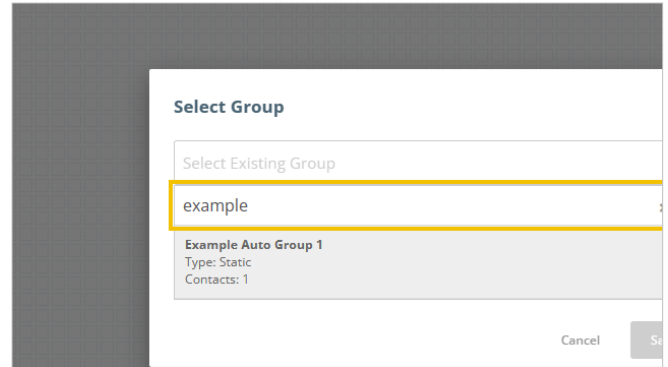 Select Group
Select Existing Group
example
Example Auto Group 1
Type: Static
Contacts: 1
Cancel